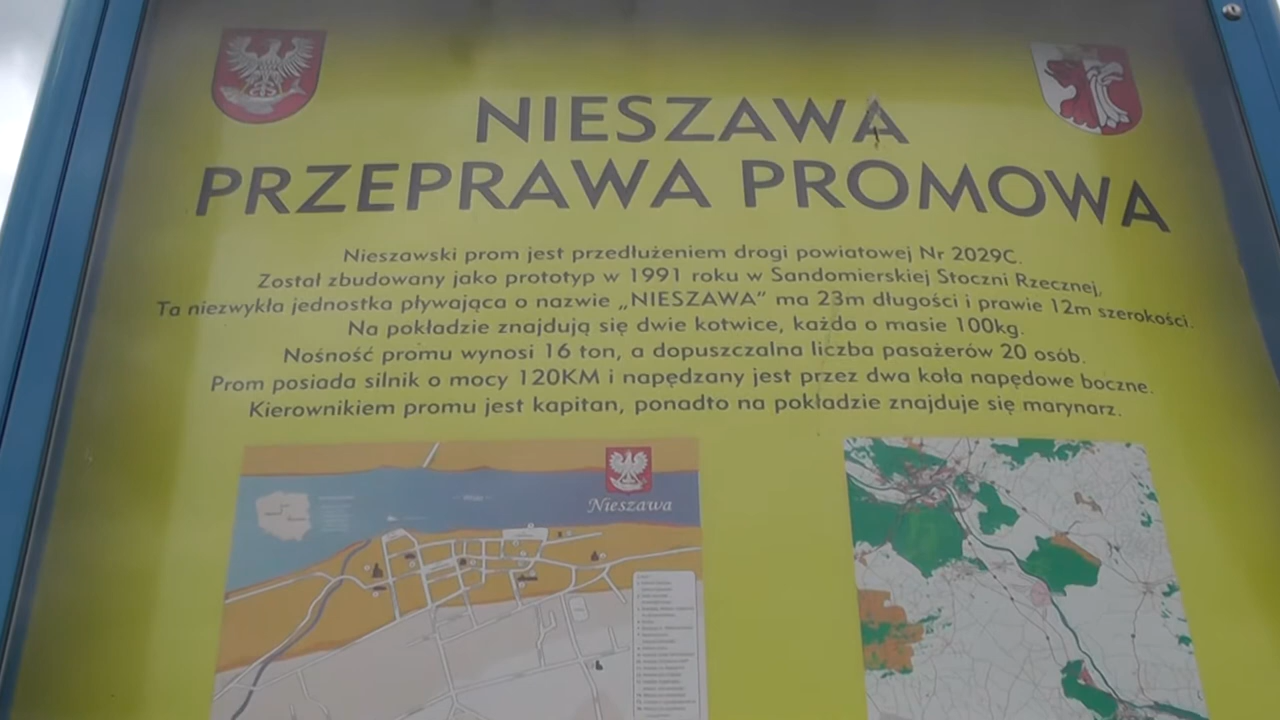 NIESZAWA
PRZEPRAWA PROMOWA
Nieszawski prom jest przedłużeniem drogi powiatowej Nr 2029C.
Został zbudowany jako prototyp w 1991 roku w Sandomierskiej Stoczni Rzecznej,
Ta niezwykła jednostka pływająca o nazwie „NIESZAWA” ma 23m długości i prawie 12m szerokości.
Na pokładzie znajdują się dwie kotwice, każda o masie 100kg.
Nośność promu wynosi 16 ton, a dopuszczalna liczba pasażerów 20 osób.
Prom posiada silnik o mocy 120KM i napędzany jest przez dwa koła napędowe boczne.
Kierownikiem promu jest kapitan, ponadto na pokładzie znajduje się marynarz.
Nieszawa